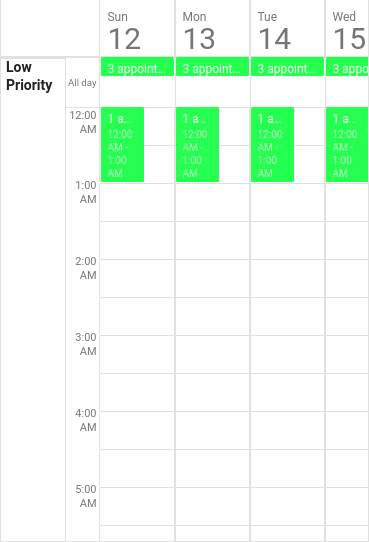 Sun Mon Tue Wed
12 13 14 15
Low Priority
All day
3 appoint... 3 appoint... 3 appoint... 3 appo
12:00 AM
1 a... 1 a... 1 a... 1 a...
12:00 AM - 1:00 AM 12:00 AM - 1:00 AM 12:00 AM - 1:00 AM 12:00 AM - 1:00 AM
1:00 AM
2:00 AM
3:00 AM
4:00 AM
5:00 AM